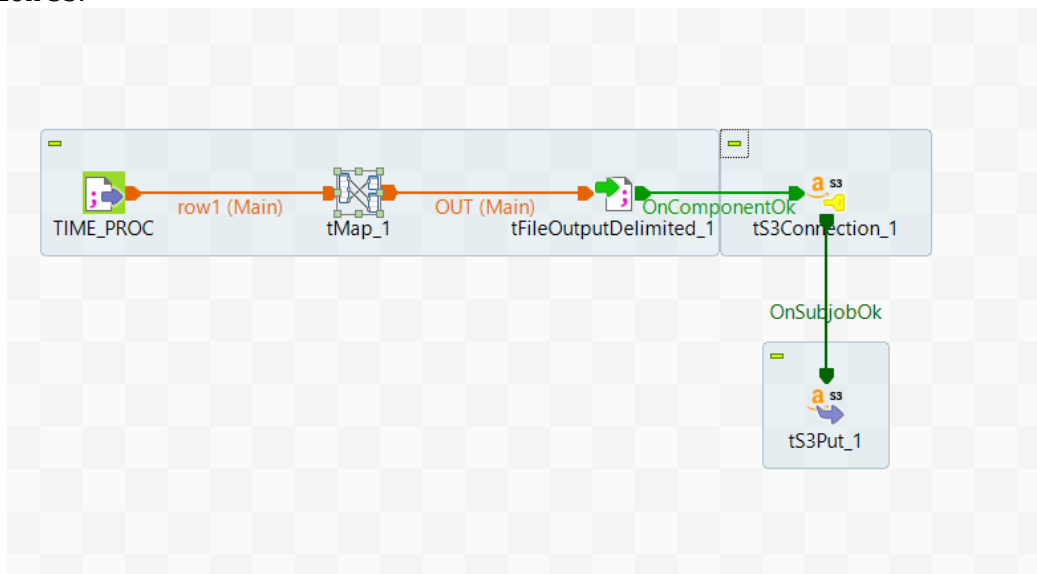 row1 (Main)
OUT (Main)
OnComponentOk
TIME_PROC
tMap_1
tFileOutputDelimited_1
a S3
tS3Connection_1
OnSubjobOk
a S3
tS3Put_1